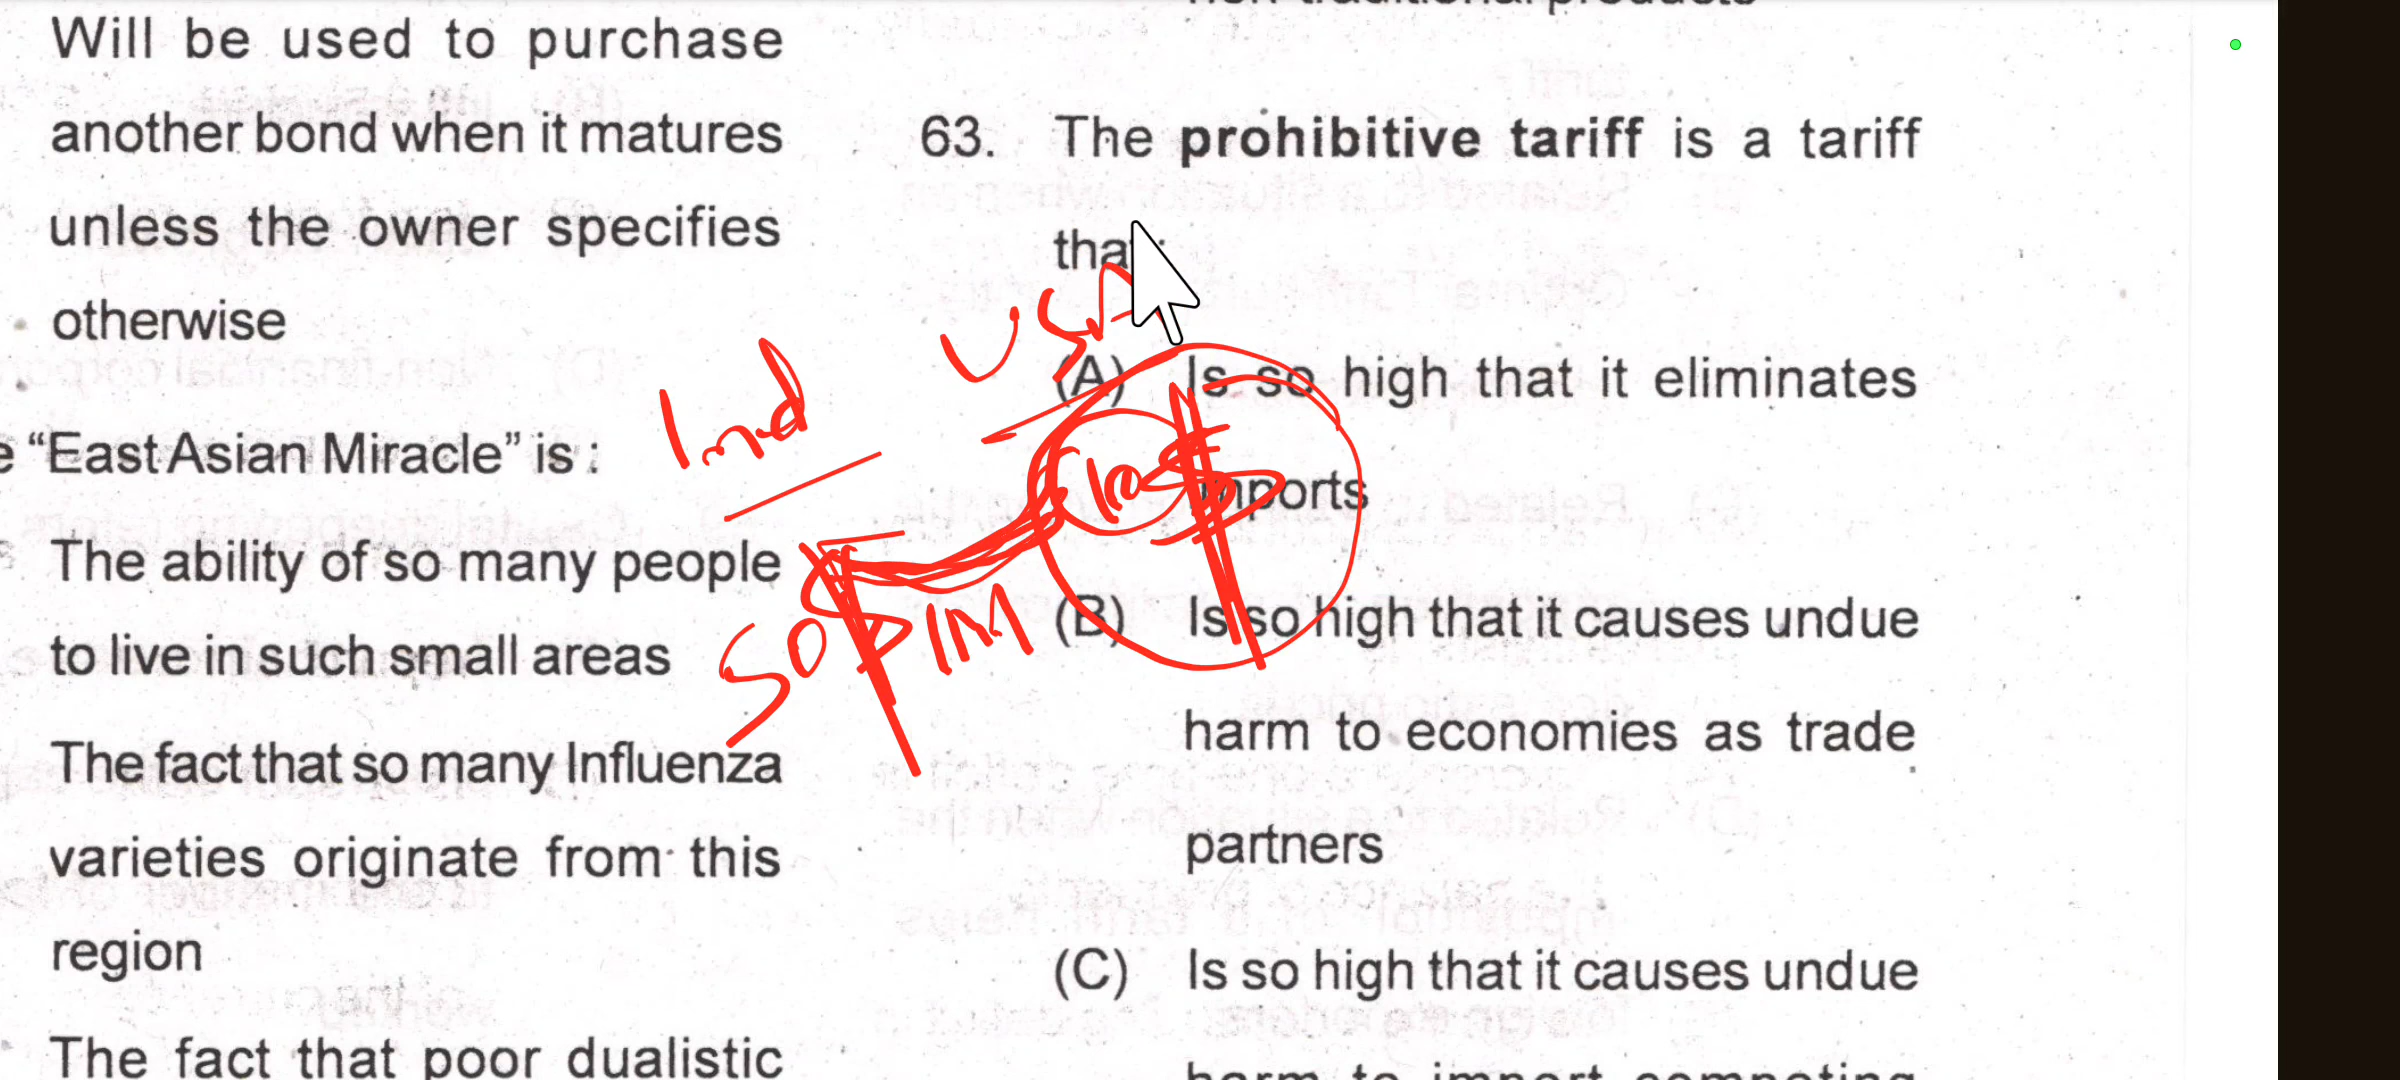 Will be used to purchase
another bond when it matures
unless the owner specifies
otherwise
“East Asian Miracle” is :
The ability of so many people
to live in such small areas
The fact that so many Influenza
varieties originate from this
region
The fact that poor dualistic
63. The prohibitive tariff is a tariff
that
(A) Is so high that it eliminates
imports
(B) Is so high that it causes undue
harm to economies as trade
partners
(C) Is so high that it causes undue
harm to import competing
Ind
USA